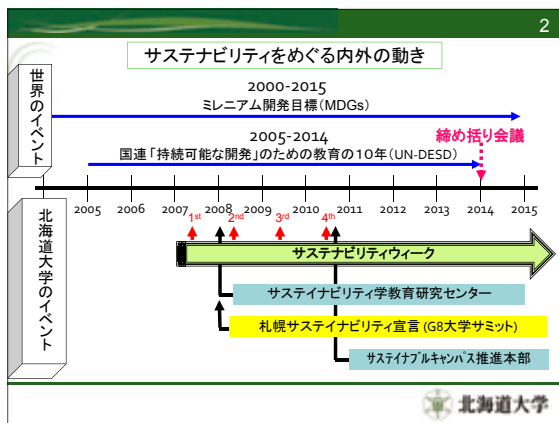 2
サステナビリティをめぐる内外の動き
世界のイベント
2000-2015
ミレニアム開発目標(MDGs)
2005-2014
国連「持続可能な開発」のための教育の10年(UN-DESD)
締め括り会議
2005 2006 2007 2008 2009 2010 2011 2012 2013 2014 2015
北海道大学のイベント
1st 2nd 3rd 4th
サステナビリティウィーク
サステイナビリティ学教育研究センター
札幌サステイナビリティ宣言 (G8大学サミット)
サステイナブルキャンパス推進本部
北海道大学